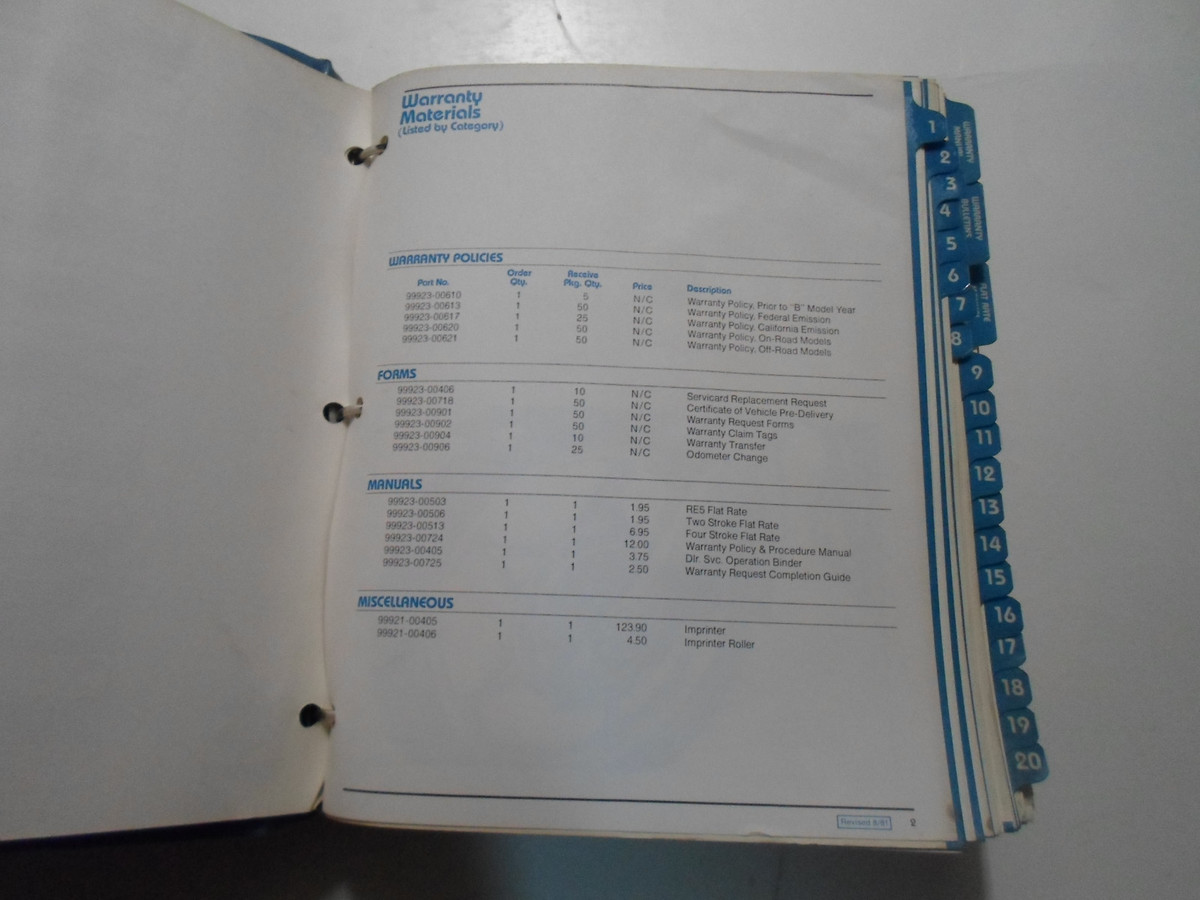 Warranty
Materials
(Listed by Category)
WARRANTY POLICIES
Part No. Order Qty. Receive Pkg. Qty. Price Description
99923-00610 1 5 N/C Warranty Policy, Prior to "B" Model Year
99923-00613 1 50 N/C Warranty Policy, Federal Emission
99923-00617 1 25 N/C Warranty Policy, California Emission
99923-00620 1 50 N/C Warranty Policy, On-Road Models
99923-00621 1 50 N/C Warranty Policy, Off-Road Models
FORMS
99923-00406 1 10 N/C Servicard Replacement Request
99923-00718 1 50 N/C Certificate of Vehicle Pre-Delivery
99923-00901 1 50 N/C Warranty Request Forms
99923-00902 1 50 N/C Warranty Claim Tags
99923-00904 1 10 N/C Warranty Transfer
99923-00906 1 25 N/C Odometer Change
MANUALS
99923-00503 1 1 1.95 RE5 Flat Rate
99923-00506 1 1 1.95 Two Stroke Flat Rate
99923-00513 1 1 6.95 Four Stroke Flat Rate
99923-00724 1 1 12.00 Warranty Policy & Procedure Manual
99923-00405 1 1 3.75 Dlr. Svc. Operation Binder
99923-00725 1 1 2.50 Warranty Request Completion Guide
MISCELLANEOUS
99921-00405 1 1 123.90 Imprinter
99921-00406 1 1 4.50 Imprinter Roller
Revised 8/81 2
1
2
3
4
5
6
7
8
9
10
11
12
13
14
15
16
17
18
19
20
WARRANTY
WARRANTY
BULLETINS
FLAT RATE